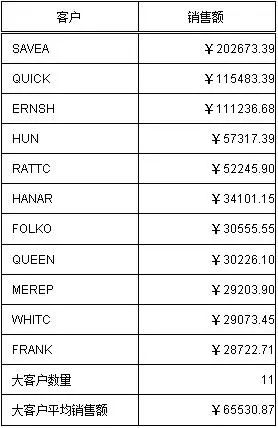 客户 销售额
SAVEA ￥202673.39
QUICK ￥115483.39
ERNSH ￥111236.68
HUN ￥57317.39
RATTC ￥52245.90
HANAR ￥34101.15
FOLKO ￥30555.55
QUEEN ￥30226.10
MEREP ￥29203.90
WHITC ￥29073.45
FRANK ￥28722.71
大客户数量 11
大客户平均销售额 ￥65530.87